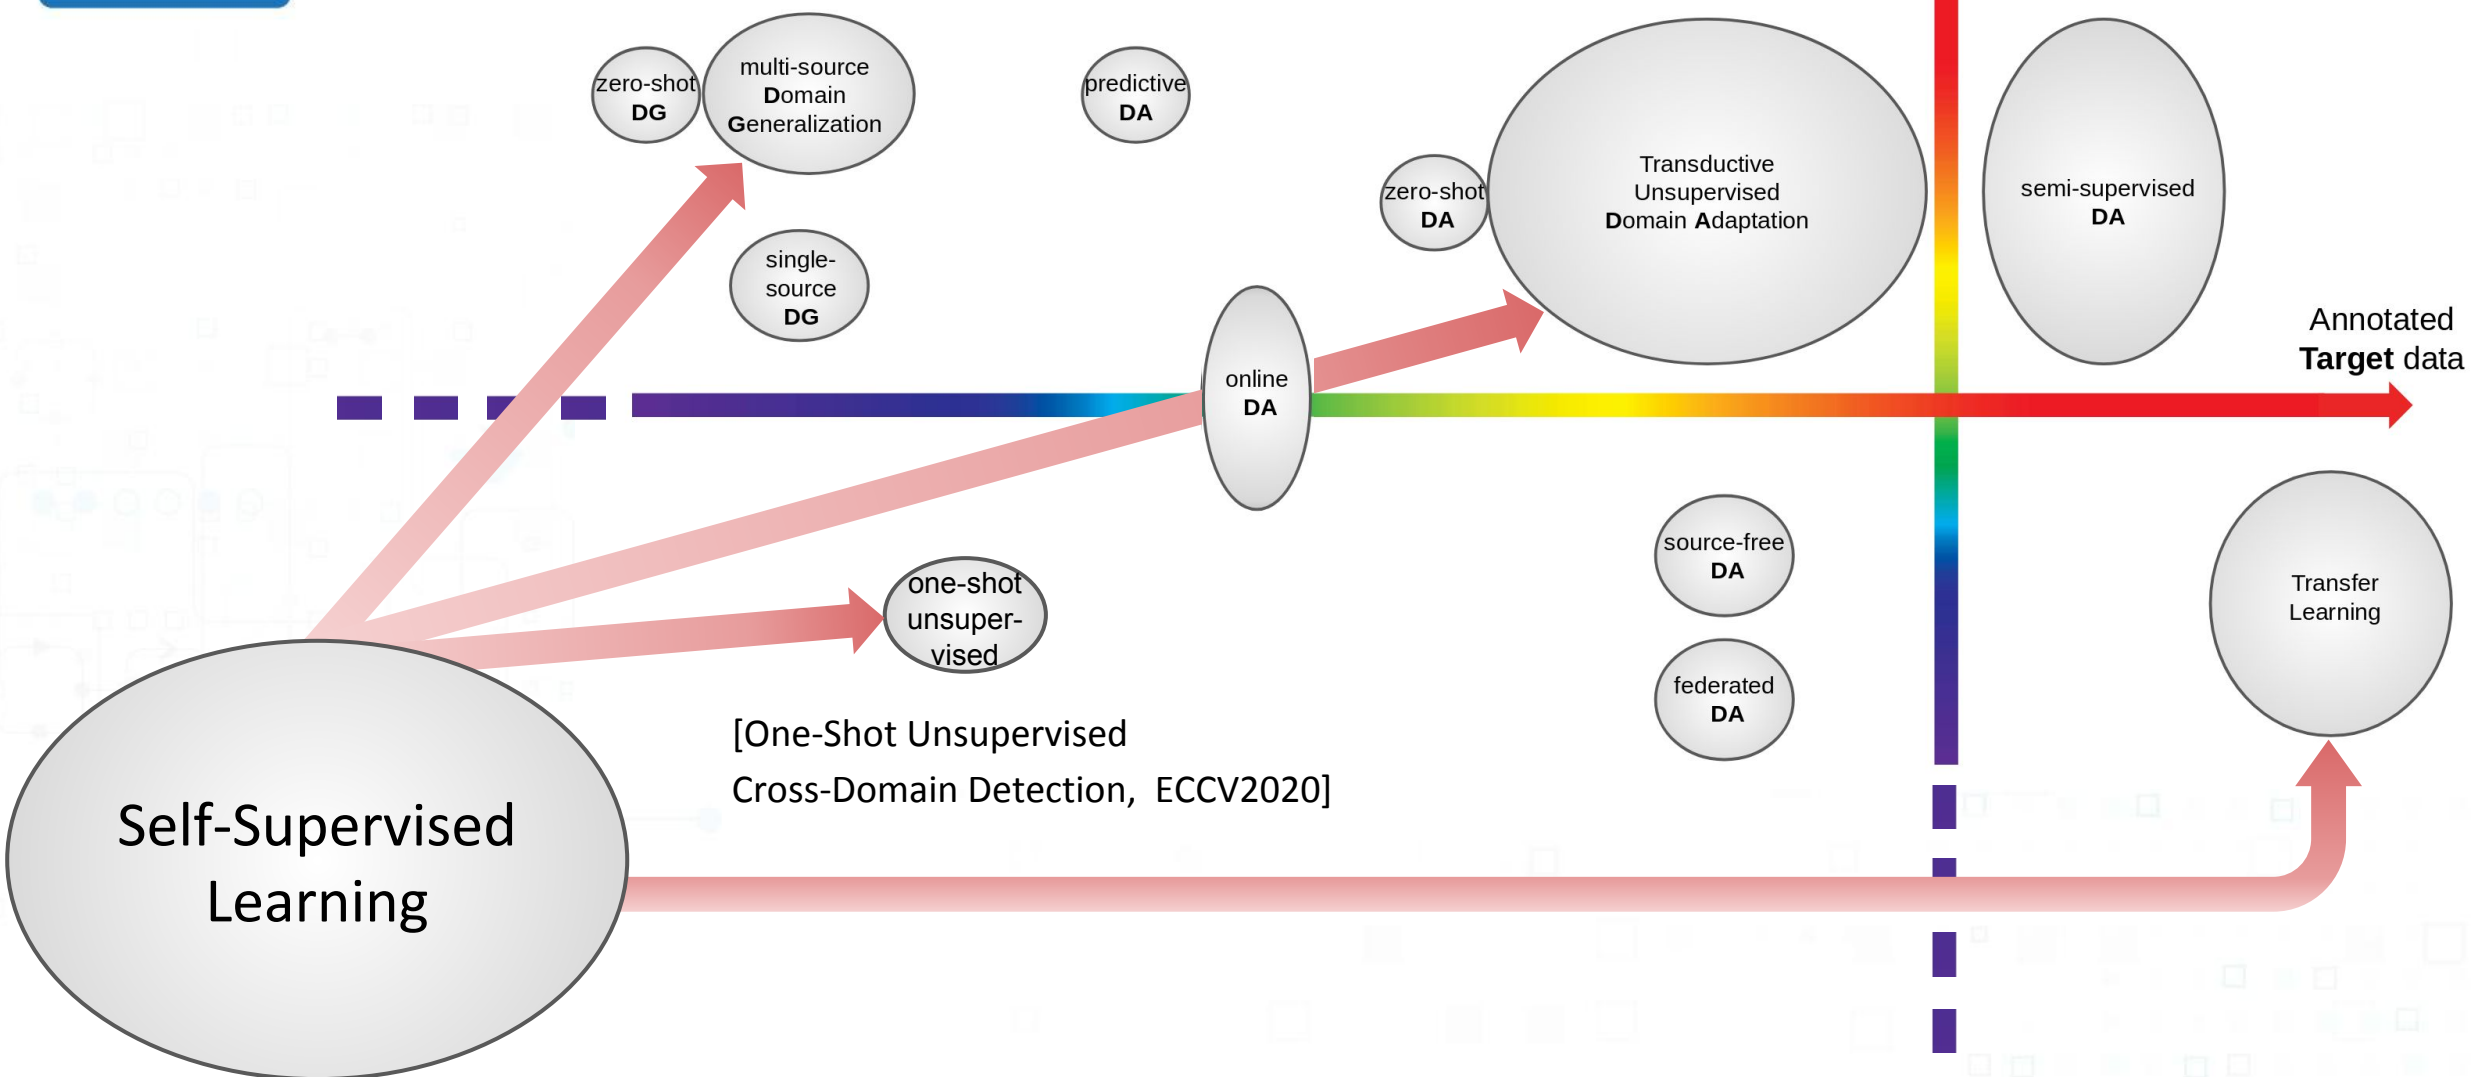 zero-shot
DG
multi-source
Domain
Generalization
predictive
DA
zero-shot
DA
Transductive
Unsupervised
Domain Adaptation
semi-supervised
DA
single-
source
DG
Annotated
Target data
online
DA
source-free
DA
one-shot
unsuper-
vised
Transfer
Learning
federated
DA
[One-Shot Unsupervised
Cross-Domain Detection, ECCV2020]
Self-Supervised
Learning